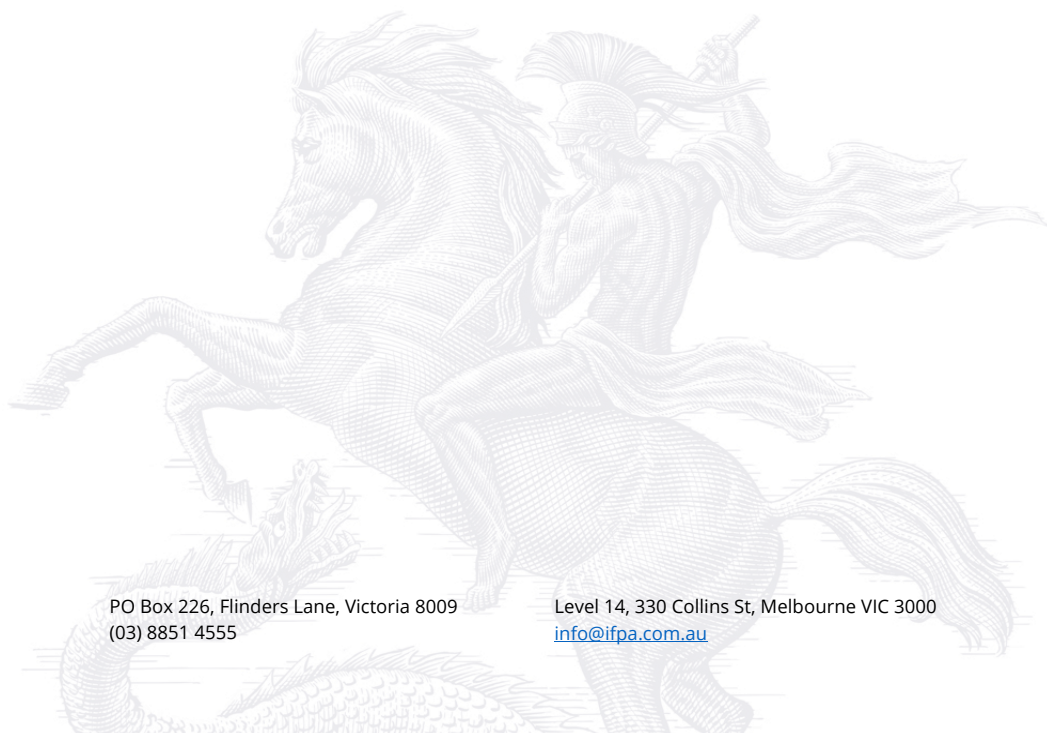 PO Box 226, Flinders Lane, Victoria 8009
(03) 8851 4555
Level 14, 330 Collins St, Melbourne VIC 3000
info@ifpa.com.au